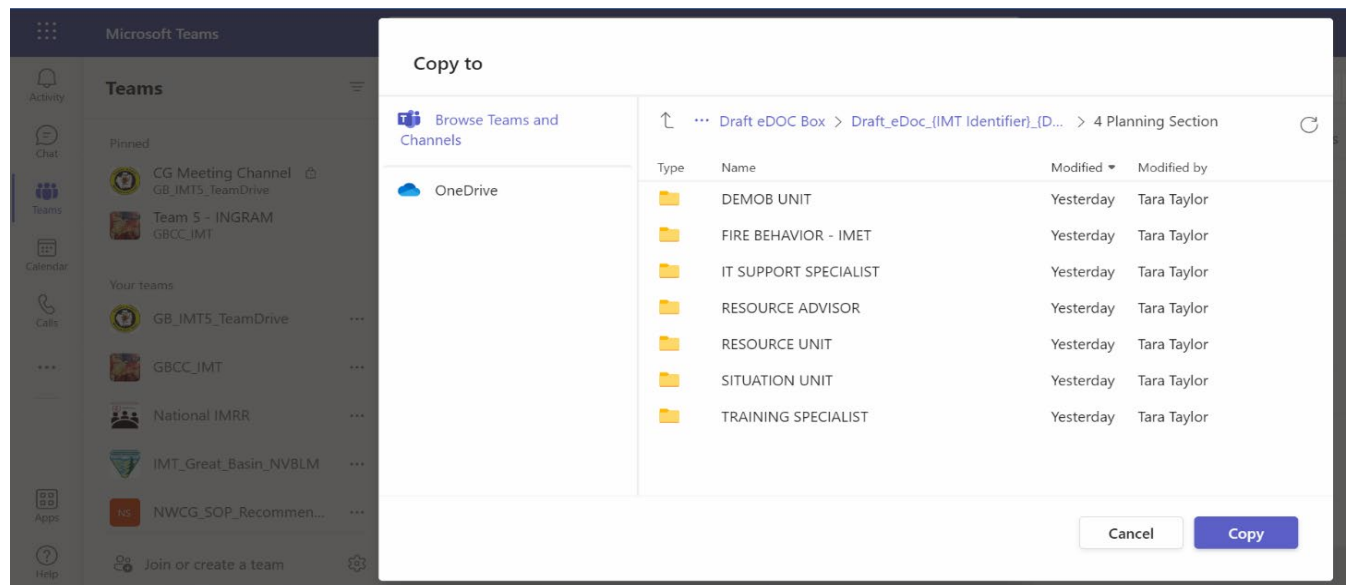 Microsoft Teams
Activity
Chat
Teams
Calendar
Calls
Apps
Help
Teams
Pinned
CG Meeting Channel
GB_IMT5_TeamDrive
Team 5 - INGRAM
GBCC_IMT
Your teams
GB_IMT5_TeamDrive ...
GBCC_IMT ...
National IMRR ...
IMT_Great_Basin_NVBLM ...
NS NWCG_SOP_Recommen... ...
Join or create a team
Copy to
Browse Teams and
Channels
OneDrive
... Draft eDOC Box > Draft_eDoc_{IMT Identifier}_{D... > 4 Planning Section
Type Name Modified Modified by
DEMOB UNIT Yesterday Tara Taylor
FIRE BEHAVIOR - IMET Yesterday Tara Taylor
IT SUPPORT SPECIALIST Yesterday Tara Taylor
RESOURCE ADVISOR Yesterday Tara Taylor
RESOURCE UNIT Yesterday Tara Taylor
SITUATION UNIT Yesterday Tara Taylor
TRAINING SPECIALIST Yesterday Tara Taylor
Cancel Copy